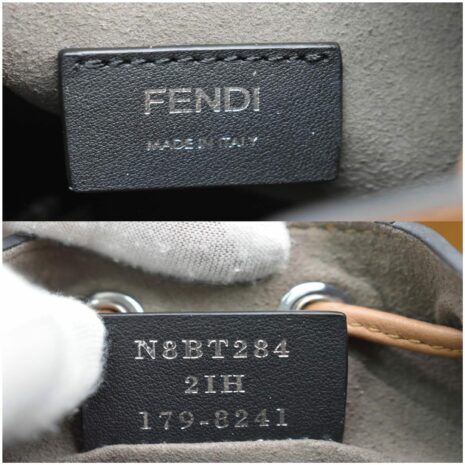 FENDI
MADE IN ITALY
N8BT284
2IH
179-8241